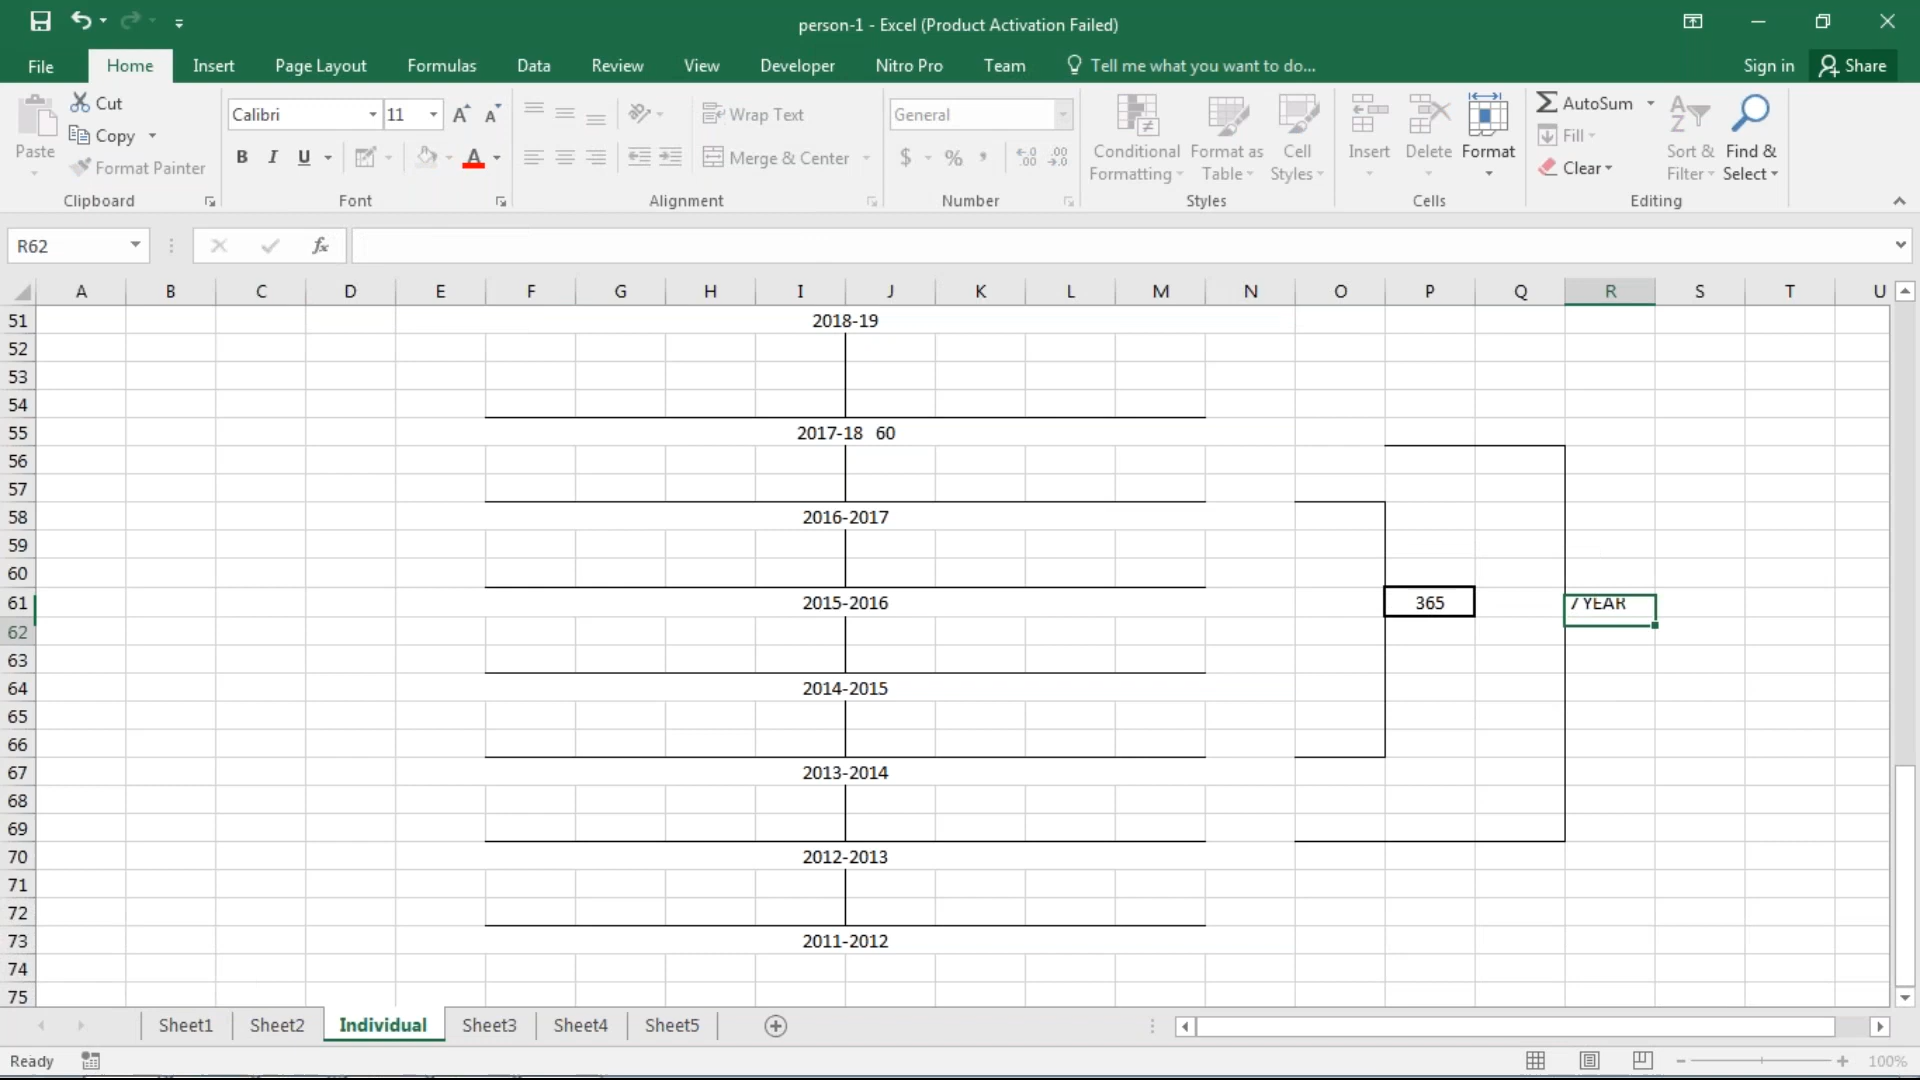 person-1 - Excel (Product Activation Failed)
File Home Insert Page Layout Formulas Data Review View Developer Nitro Pro Team Tell me what you want to do... Sign in Share
Paste Cut Copy Format Painter
Calibri 11 B I U A
Wrap Text Merge & Center
General $ % ,
Conditional Formatting Format as Table Cell Styles
Insert Delete Format
AutoSum Fill Clear
Sort & Filter Find & Select
Clipboard Font Alignment Number Styles Cells Editing
R62 fx
A B C D E F G H I J K L M N O P Q R S T U
51 2018-19
52
53
54
55 2017-18 60
56
57
58 2016-2017
59
60
61 2015-2016 365 7 YEAR
62
63
64 2014-2015
65
66
67 2013-2014
68
69
70 2012-2013
71
72
73 2011-2012
74
75
Sheet1 Sheet2 Individual Sheet3 Sheet4 Sheet5
Ready 100%